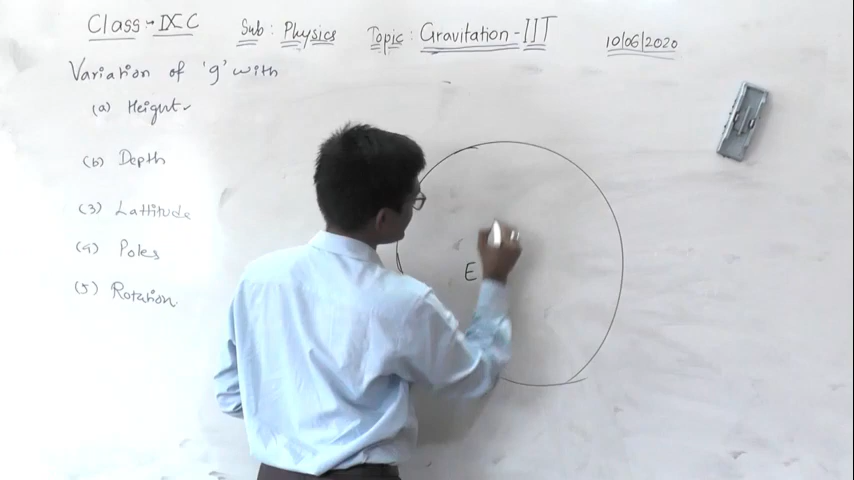 Class - IX C Sub : Physics Topic : Gravitation - III 10/06/2020
Variation of 'g' with
(a) Height
(b) Depth
(3) Lattitude
(4) Poles
(5) Rotation
E